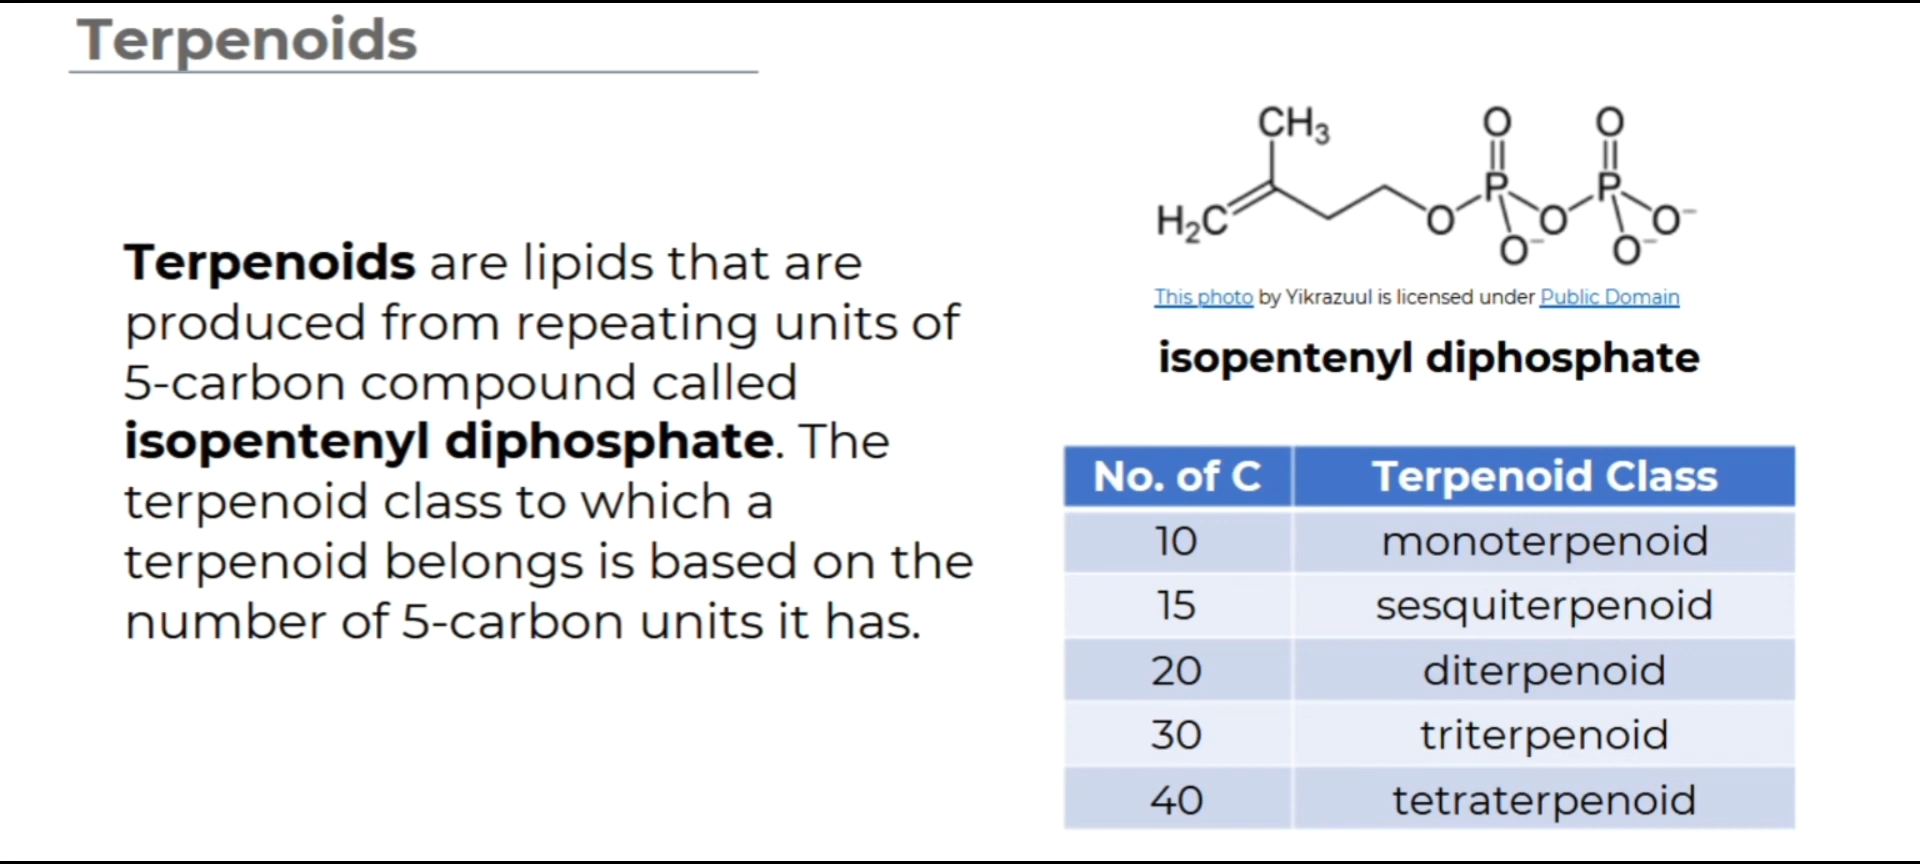 Terpenoids
Terpenoids are lipids that are
produced from repeating units of
5-carbon compound called
isopentenyl diphosphate. The
terpenoid class to which a
terpenoid belongs is based on the
number of 5-carbon units it has.
CH₃ O O
P P
H₂C O O O⁻
O⁻ O⁻
This photo by Yikrazuul is licensed under Public Domain
isopentenyl diphosphate
No. of C Terpenoid Class
10 monoterpenoid
15 sesquiterpenoid
20 diterpenoid
30 triterpenoid
40 tetraterpenoid